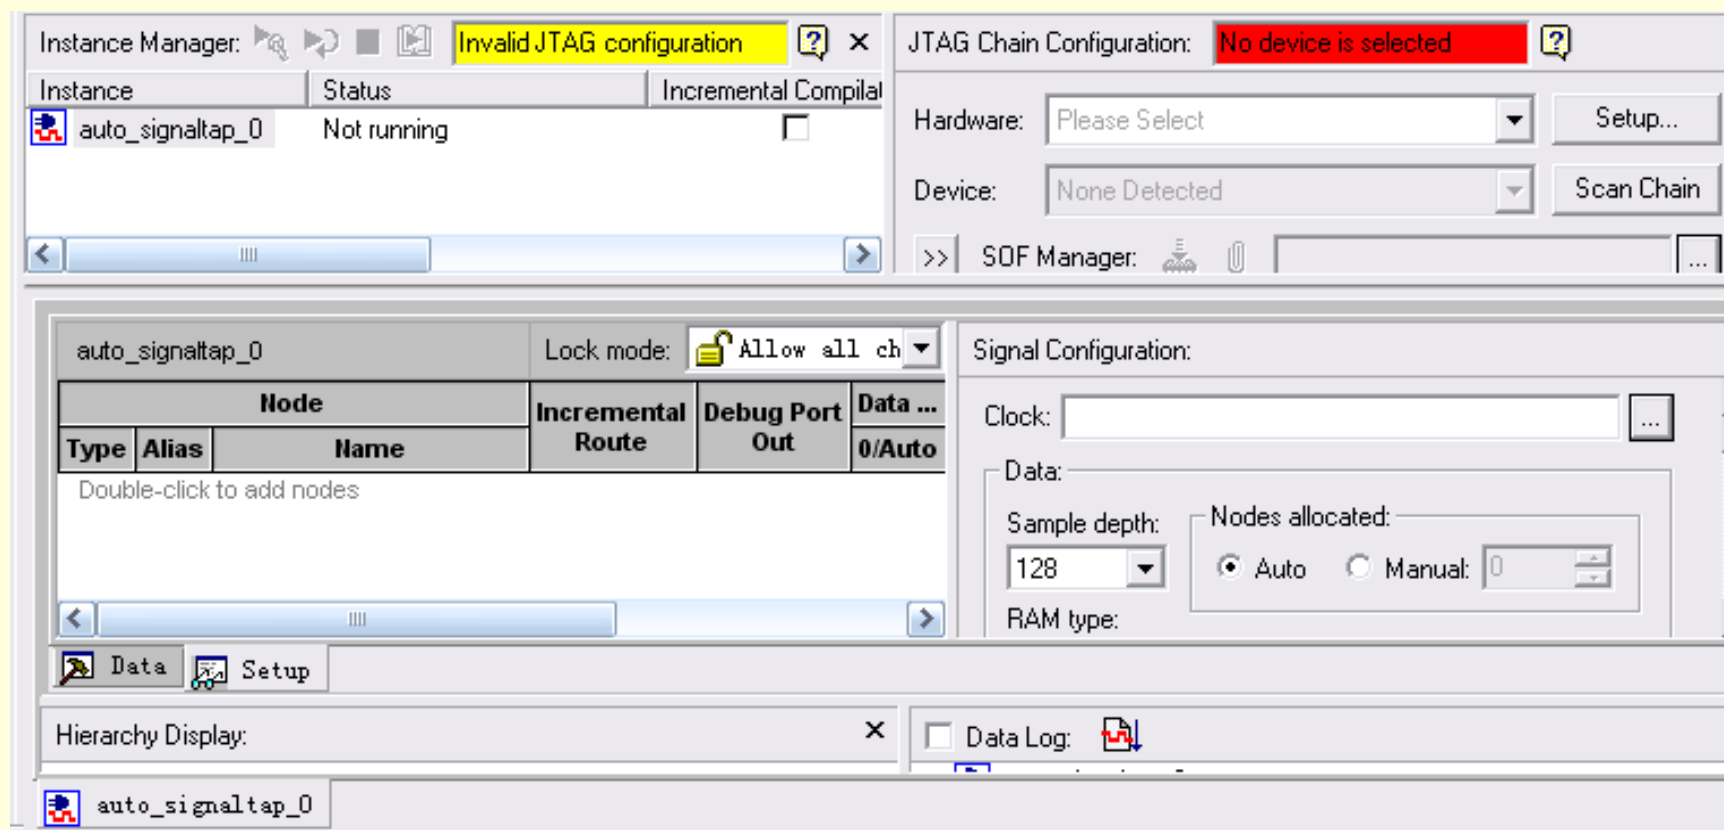 Instance Manager: Invalid JTAG configuration
Instance Status Incremental Compilat
auto_signaltap_0 Not running
JTAG Chain Configuration: No device is selected
Hardware: Please Select Setup...
Device: None Detected Scan Chain
>> SOF Manager: ...
auto_signaltap_0 Lock mode: Allow all ch
Node Incremental Route Debug Port Out Data ...
Type Alias Name 0/Auto
Double-click to add nodes
Signal Configuration:
Clock: ...
Data:
Sample depth: Nodes allocated:
128 Auto Manual: 0
RAM type:
Data Setup
Hierarchy Display:
Data Log:
auto_signaltap_0